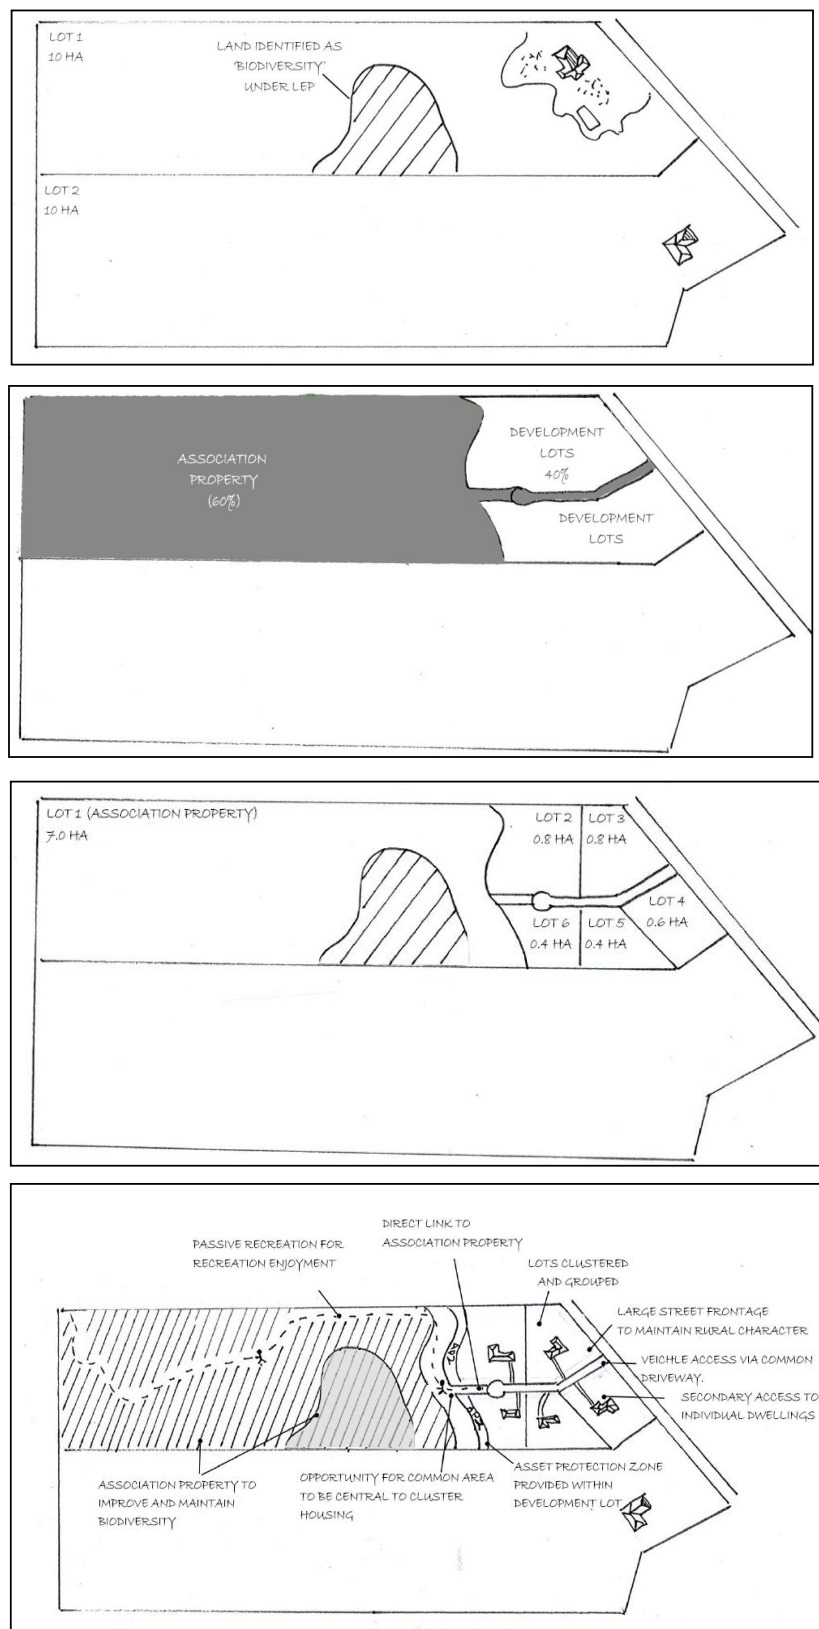 LOT 1
10 HA
LAND IDENTIFIED AS
'BIODIVERSITY'
UNDER LEP
LOT 2
10 HA
ASSOCIATION
PROPERTY
(60%)
DEVELOPMENT
LOTS
40%
DEVELOPMENT
LOTS
LOT 1 (ASSOCIATION PROPERTY)
7.0 HA
LOT 2
0.8 HA
LOT 3
0.8 HA
LOT 4
0.6 HA
LOT 6
0.4 HA
LOT 5
0.4 HA
PASSIVE RECREATION FOR
RECREATION ENJOYMENT
DIRECT LINK TO
ASSOCIATION PROPERTY
LOTS CLUSTERED
AND GROUPED
LARGE STREET FRONTAGE
TO MAINTAIN RURAL CHARACTER
VEICHLE ACCESS VIA COMMON
DRIVEWAY.
SECONDARY ACCESS TO
INDIVIDUAL DWELLINGS
APZ
APZ
ASSOCIATION PROPERTY TO
IMPROVE AND MAINTAIN
BIODIVERSITY
OPPORTUNITY FOR COMMON AREA
TO BE CENTRAL TO CLUSTER
HOUSING
ASSET PROTECTION ZONE
PROVIDED WITHIN
DEVELOPMENT LOT